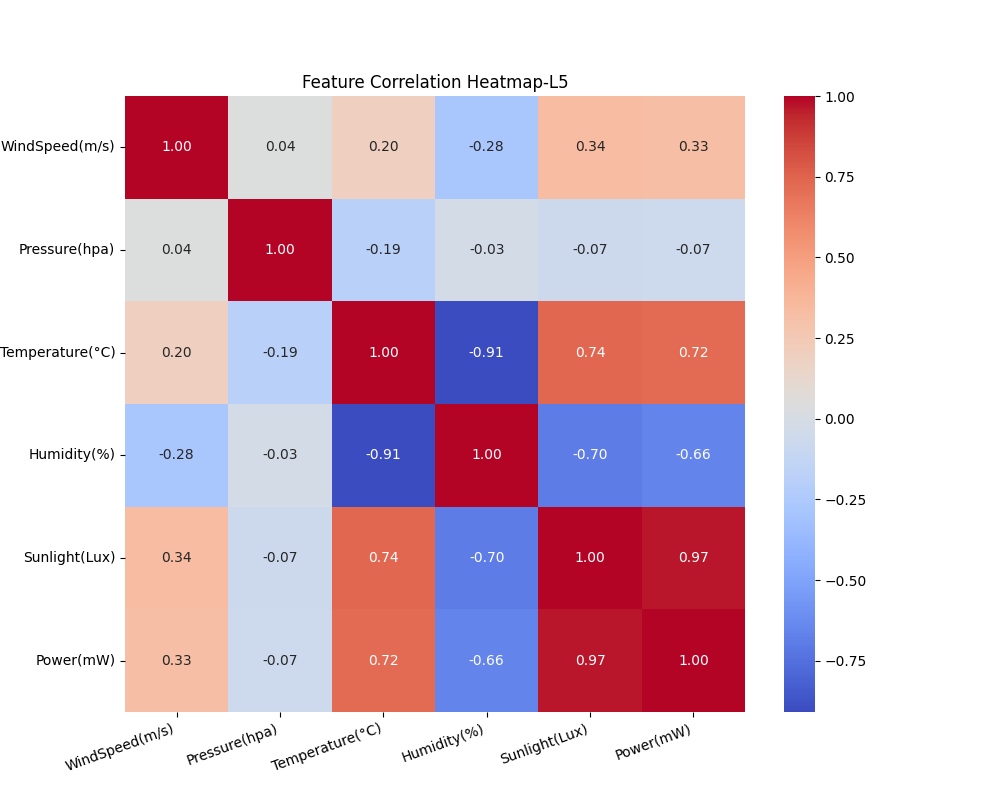 Feature Correlation Heatmap-L5
WindSpeed(m/s) 1.00 0.04 0.20 -0.28 0.34 0.33
Pressure(hpa) 0.04 1.00 -0.19 -0.03 -0.07 -0.07
Temperature(°C) 0.20 -0.19 1.00 -0.91 0.74 0.72
Humidity(%) -0.28 -0.03 -0.91 1.00 -0.70 -0.66
Sunlight(Lux) 0.34 -0.07 0.74 -0.70 1.00 0.97
Power(mW) 0.33 -0.07 0.72 -0.66 0.97 1.00
WindSpeed(m/s) Pressure(hpa) Temperature(°C) Humidity(%) Sunlight(Lux) Power(mW)
1.00
0.75
0.50
0.25
0.00
−0.25
−0.50
−0.75